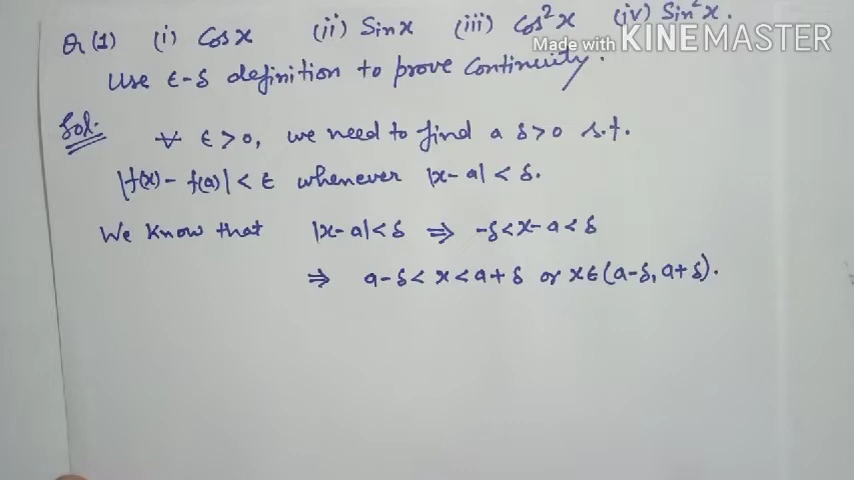 Q(1) (i) Cos x (ii) Sin x (iii) Cos²x (iv) Sin²x.
Made with KINEMASTER
Use ε-δ definition to prove Continuity.
Sol:
∀ ε>0, we need to find a δ>0 s.t.
|f(x)-f(a)|<ε whenever |x-a|<δ.
We know that |x-a|<δ ⇒ -δ<x-a<δ
⇒ a-δ<x<a+δ or x∈(a-δ, a+δ).